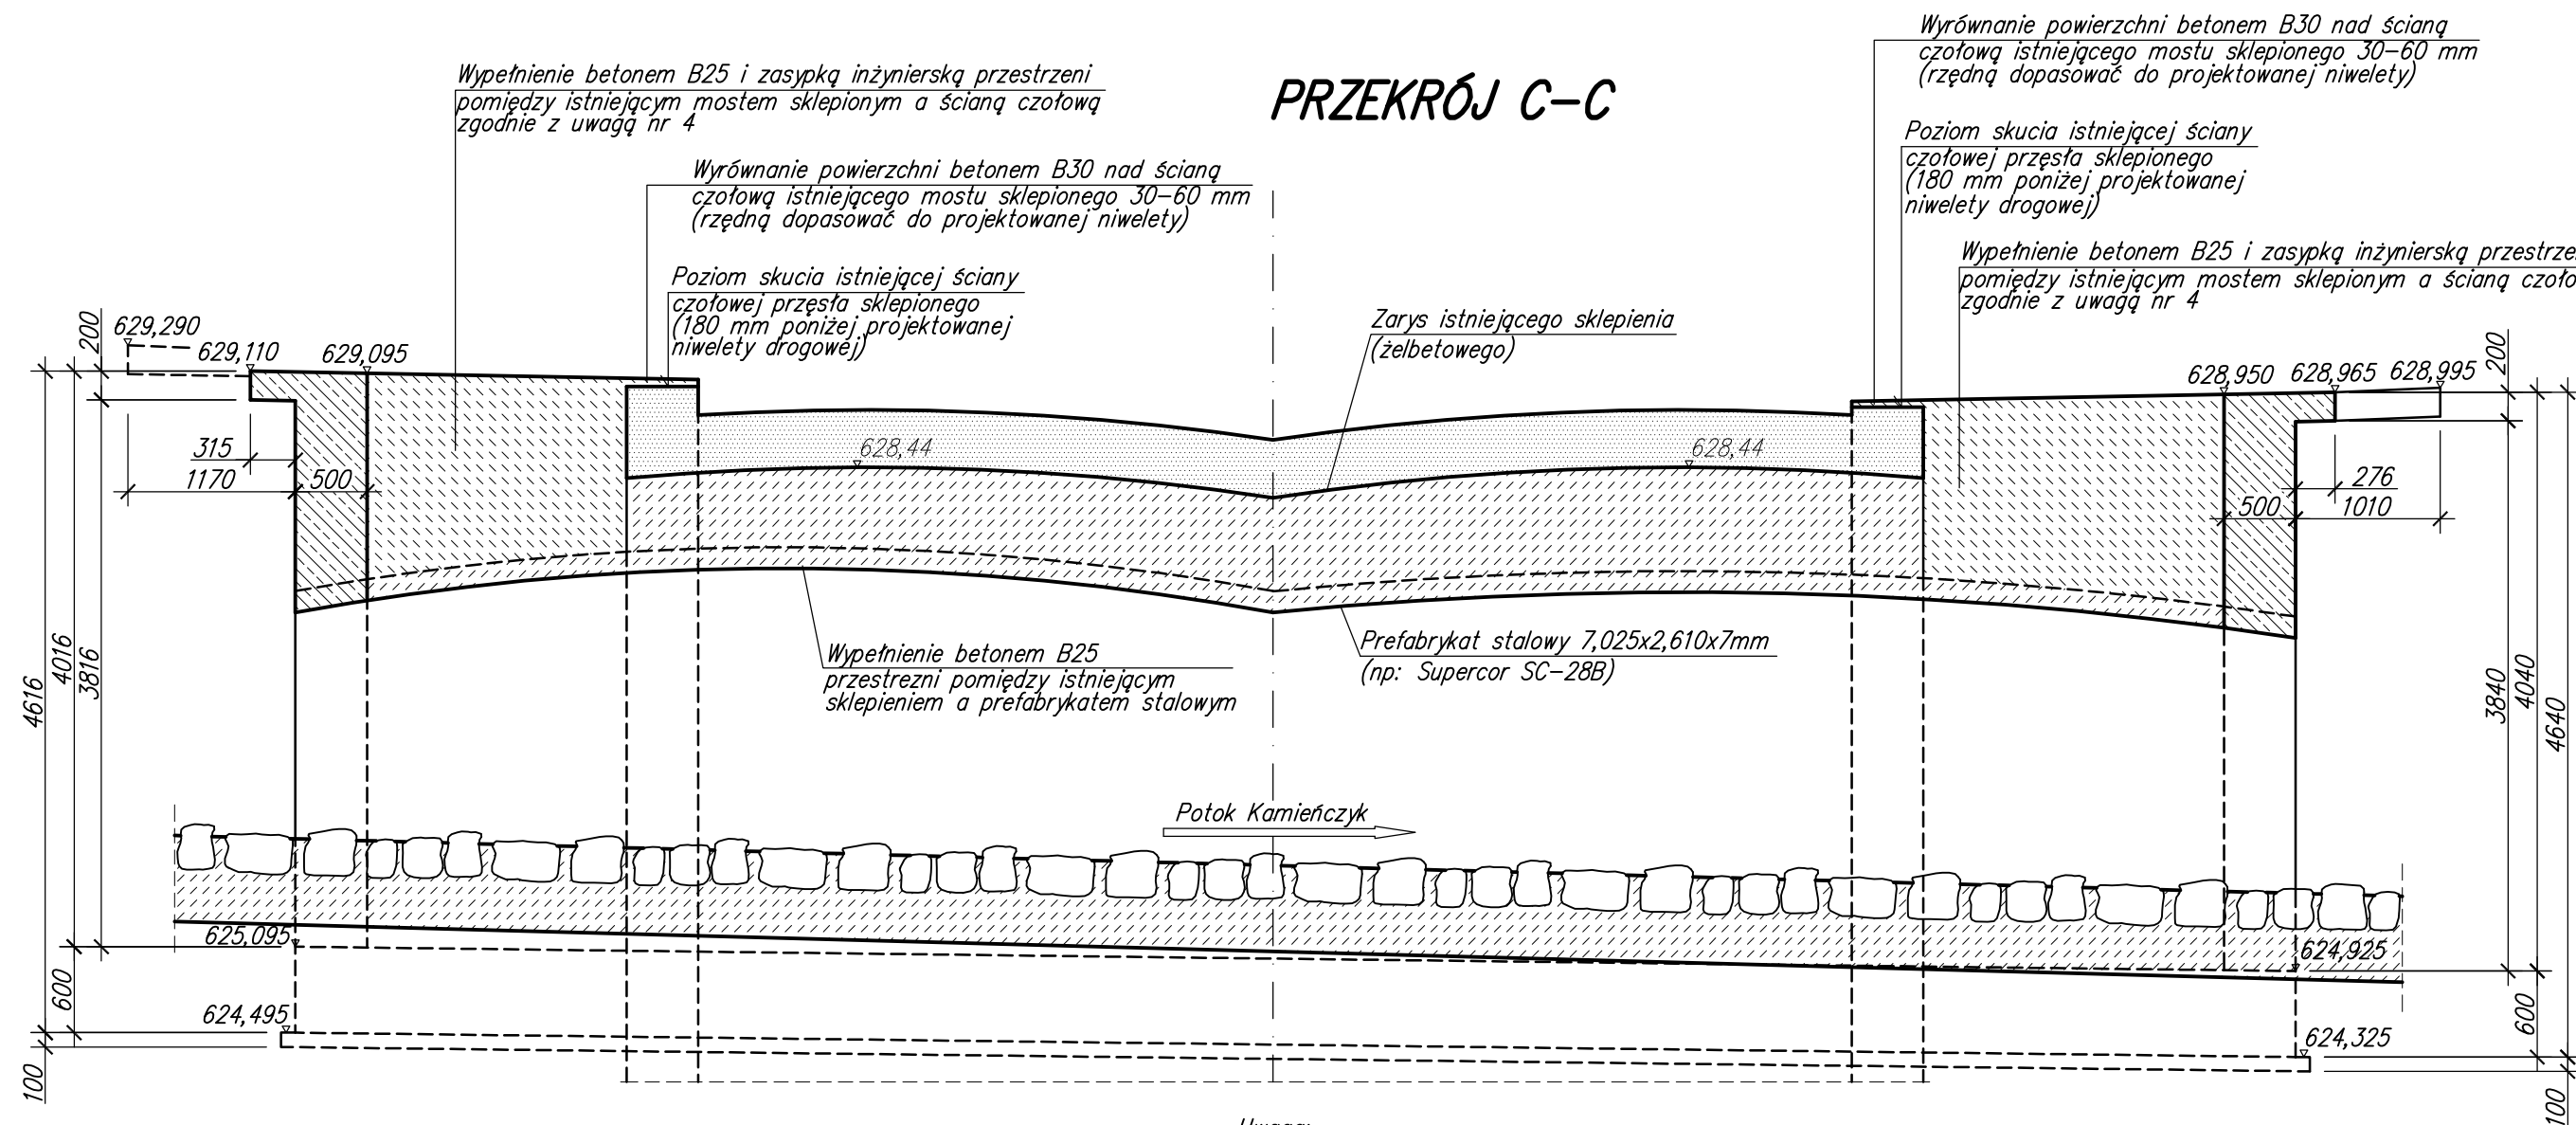 PRZEKRÓJ C-C
Wypełnienie betonem B25 i zasypką inżynierską przestrzeni
pomiędzy istniejącym mostem sklepionym a ścianą czołową
zgodnie z uwagą nr 4
Wyrównanie powierzchni betonem B30 nad ścianą
czołową istniejącego mostu sklepionego 30-60 mm
(rzędną dopasować do projektowanej niwelety)
Poziom skucia istniejącej ściany
czołowej przęsła sklepionego
(180 mm poniżej projektowanej
niwelety drogowej)
Wyrównanie powierzchni betonem B30 nad ścianą
czołową istniejącego mostu sklepionego 30-60 mm
(rzędną dopasować do projektowanej niwelety)
Poziom skucia istniejącej ściany
czołowej przęsła sklepionego
(180 mm poniżej projektowanej
niwelety drogowej)
Wypełnienie betonem B25 i zasypką inżynierską
pomiędzy istniejącym mostem sklepionym a ścianą
zgodnie z uwagą nr 4
Zarys istniejącego sklepienia
(żelbetowego)
200
629,290
629,110
629,095
628,950
628,965
628,995
200
628,44
628,44
315
1170
500
276
500
1010
Wypełnienie betonem B25
przestrezni pomiędzy istniejącym
sklepieniem a prefabrykatem stalowym
Prefabrykat stalowy 7,025x2,610x7mm
(np: Supercor SC-28B)
4616
4016
3816
3840
4040
4640
Potok Kamieńczyk
625,095
624,925
600
600
624,495
624,325
100
100